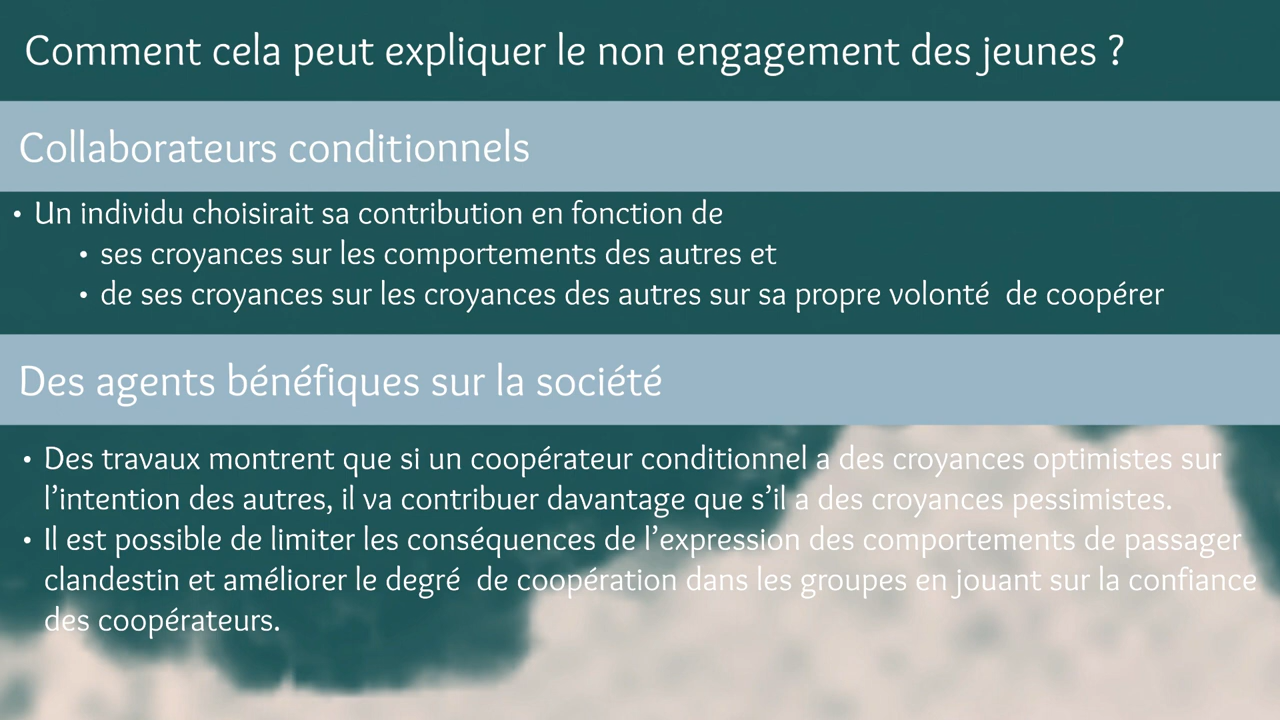 Comment cela peut expliquer le non engagement des jeunes ?
Collaborateurs conditionnels
• Un individu choisirait sa contribution en fonction de
• ses croyances sur les comportements des autres et
• de ses croyances sur les croyances des autres sur sa propre volonté  de coopérer
Des agents bénéfiques sur la société
• Des travaux montrent que si un coopérateur conditionnel a des croyances optimistes sur
l'intention des autres, il va contribuer davantage que s'il a des croyances pessimistes.
• Il est possible de limiter les conséquences de l'expression des comportements de passager
clandestin et améliorer le degré  de coopération dans les groupes en jouant sur la confiance
des coopérateurs.